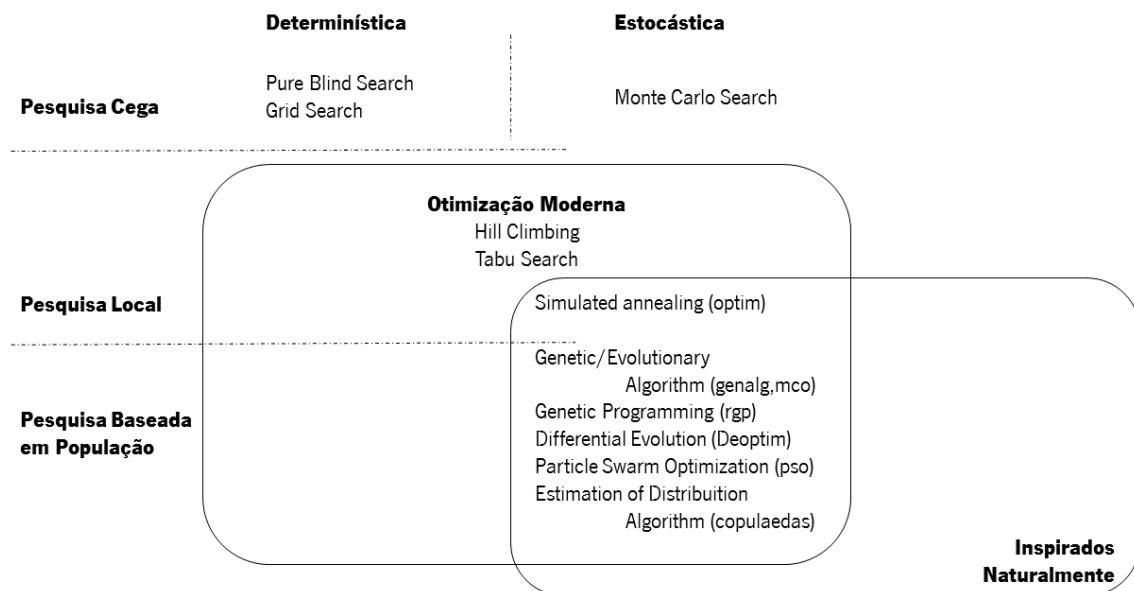 Determinística
Estocástica
Pure Blind Search
Grid Search
Monte Carlo Search
Pesquisa Cega
Otimização Moderna
Hill Climbing
Tabu Search
Pesquisa Local
Simulated annealing (optim)
Genetic/Evolutionary
Algorithm (genalg,mco)
Genetic Programming (rgp)
Differential Evolution (Deoptim)
Particle Swarm Optimization (pso)
Estimation of Distribuition
Algorithm (copulaedas)
Pesquisa Baseada
em População
Inspirados
Naturalmente